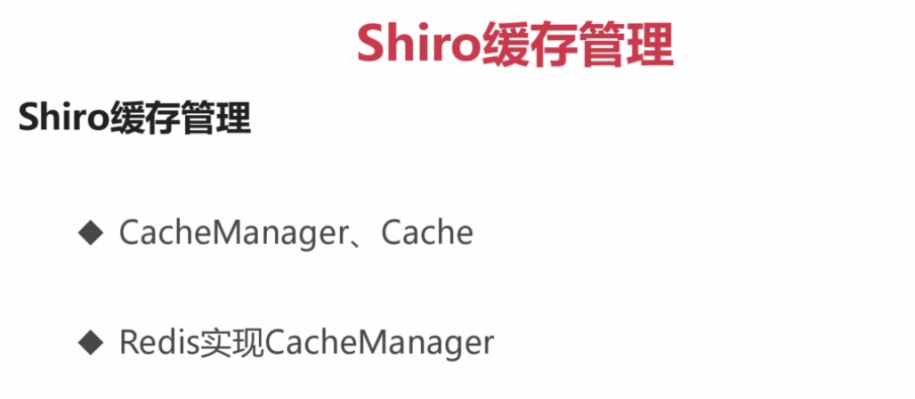 Shiro缓存管理
Shiro缓存管理
◆ CacheManager、Cache
◆ Redis实现CacheManager